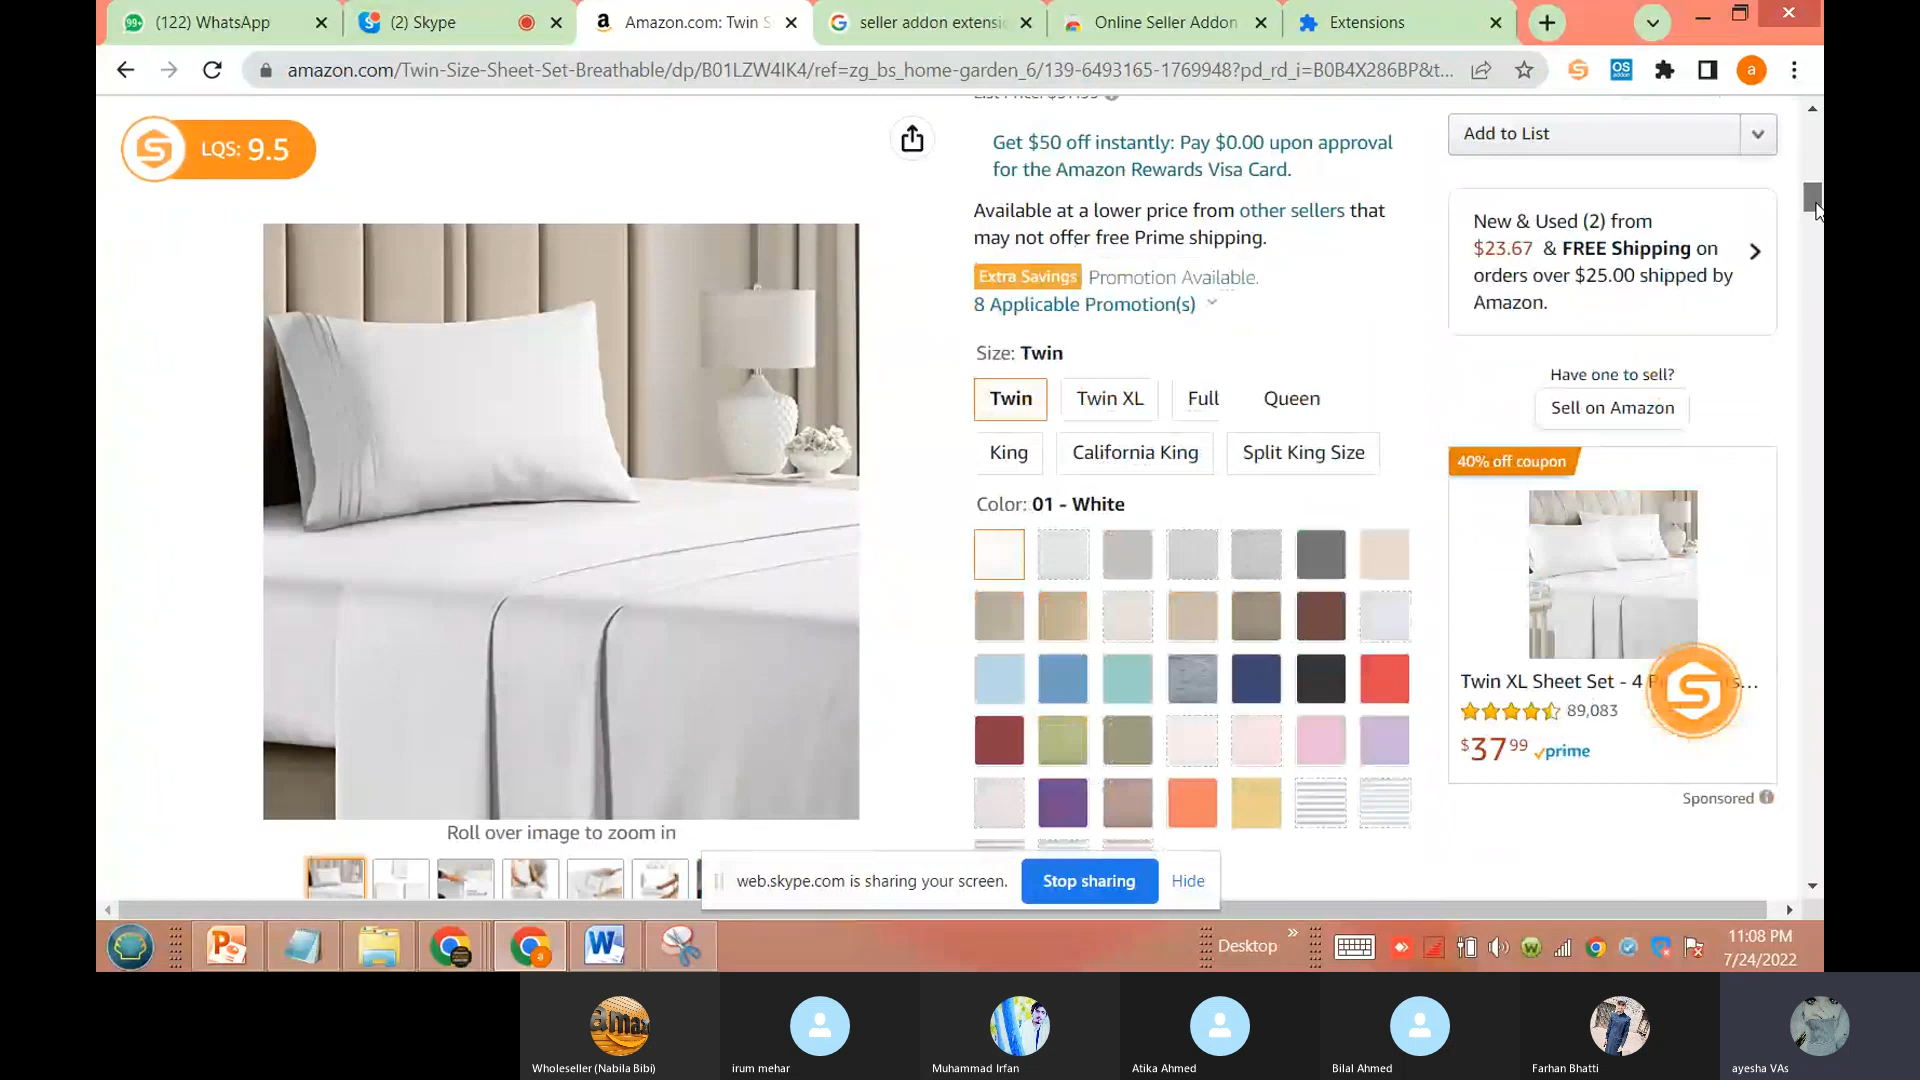 (122) WhatsApp
(2) Skype
Amazon.com: Twin S
seller addon extensi
Online Seller Addon
Extensions
amazon.com/Twin-Size-Sheet-Set-Breathable/dp/B01LZW4IK4/ref=zg_bs_home-garden_6/139-6493165-1769948?pd_rd_i=B0B4X286BP&t...
OS
a
LQS: 9.5
Get $50 off instantly: Pay $0.00 upon approval
for the Amazon Rewards Visa Card.
Available at a lower price from other sellers that
may not offer free Prime shipping.
Extra Savings Promotion Available.
8 Applicable Promotion(s)
Size: Twin
Twin
Twin XL
Full
Queen
King
California King
Split King Size
Color: 01 - White
Roll over image to zoom in
Add to List
New & Used (2) from
$23.67 & FREE Shipping on
orders over $25.00 shipped by
Amazon.
Have one to sell?
Sell on Amazon
40% off coupon
Twin XL Sheet Set - 4
89,083
$37 99 prime
Sponsored
web.skype.com is sharing your screen.
Stop sharing
Hide
Desktop
11:08 PM
7/24/2022
Wholeseller (Nabila Bibi)
irum mehar
Muhammad Irfan
Atika Ahmed
Bilal Ahmed
Farhan Bhatti
ayesha VAs